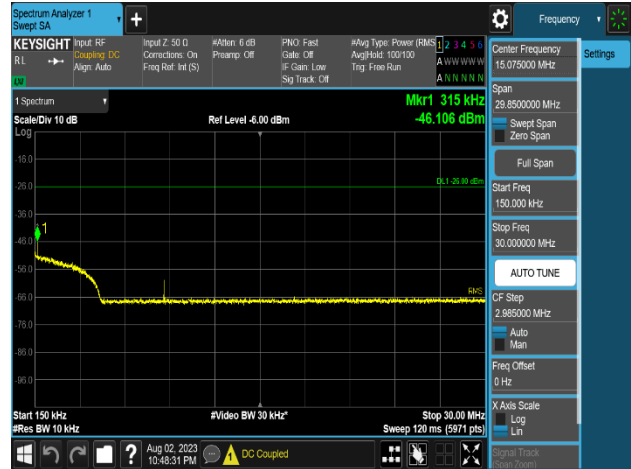 Spectrum Analyzer 1
Swept SA
Frequency
KEYSIGHT
Input: RF
Input Z: 50 Ω
#Atten: 6 dB
PNO: Fast
#Avg Type: Power (RMS
1 2 3 4 5 6
R L
Coupling: DC
Corrections: On
Preamp: Off
Gate: Off
Avg|Hold: 100/100
A W W W W W
Align: Auto
Freq Ref: Int (S)
IF Gain: Low
Trig: Free Run
Sig Track: Off
A N N N N N
1 Spectrum
Mkr1 315 kHz
Scale/Div 10 dB
Ref Level -6.00 dBm
-46.106 dBm
Log
-16.0
DL1 -26.00 dBm
-26.0
-36.0
1
-46.0
-56.0
RMS
-66.0
-76.0
-86.0
-96.0
Start 150 kHz
#Video BW 30 kHz*
Stop 30.00 MHz
#Res BW 10 kHz
Sweep 120 ms (5971 pts)
Aug 02, 2023
10:48:31 PM
DC Coupled
Center Frequency
15.075000 MHz
Settings
Span
29.8500000 MHz
Swept Span
Zero Span
Full Span
Start Freq
150.000 kHz
Stop Freq
30.000000 MHz
AUTO TUNE
CF Step
2.985000 MHz
Auto
Man
Freq Offset
0 Hz
X Axis Scale
Log
Lin
Signal Track
(Span Zoom)